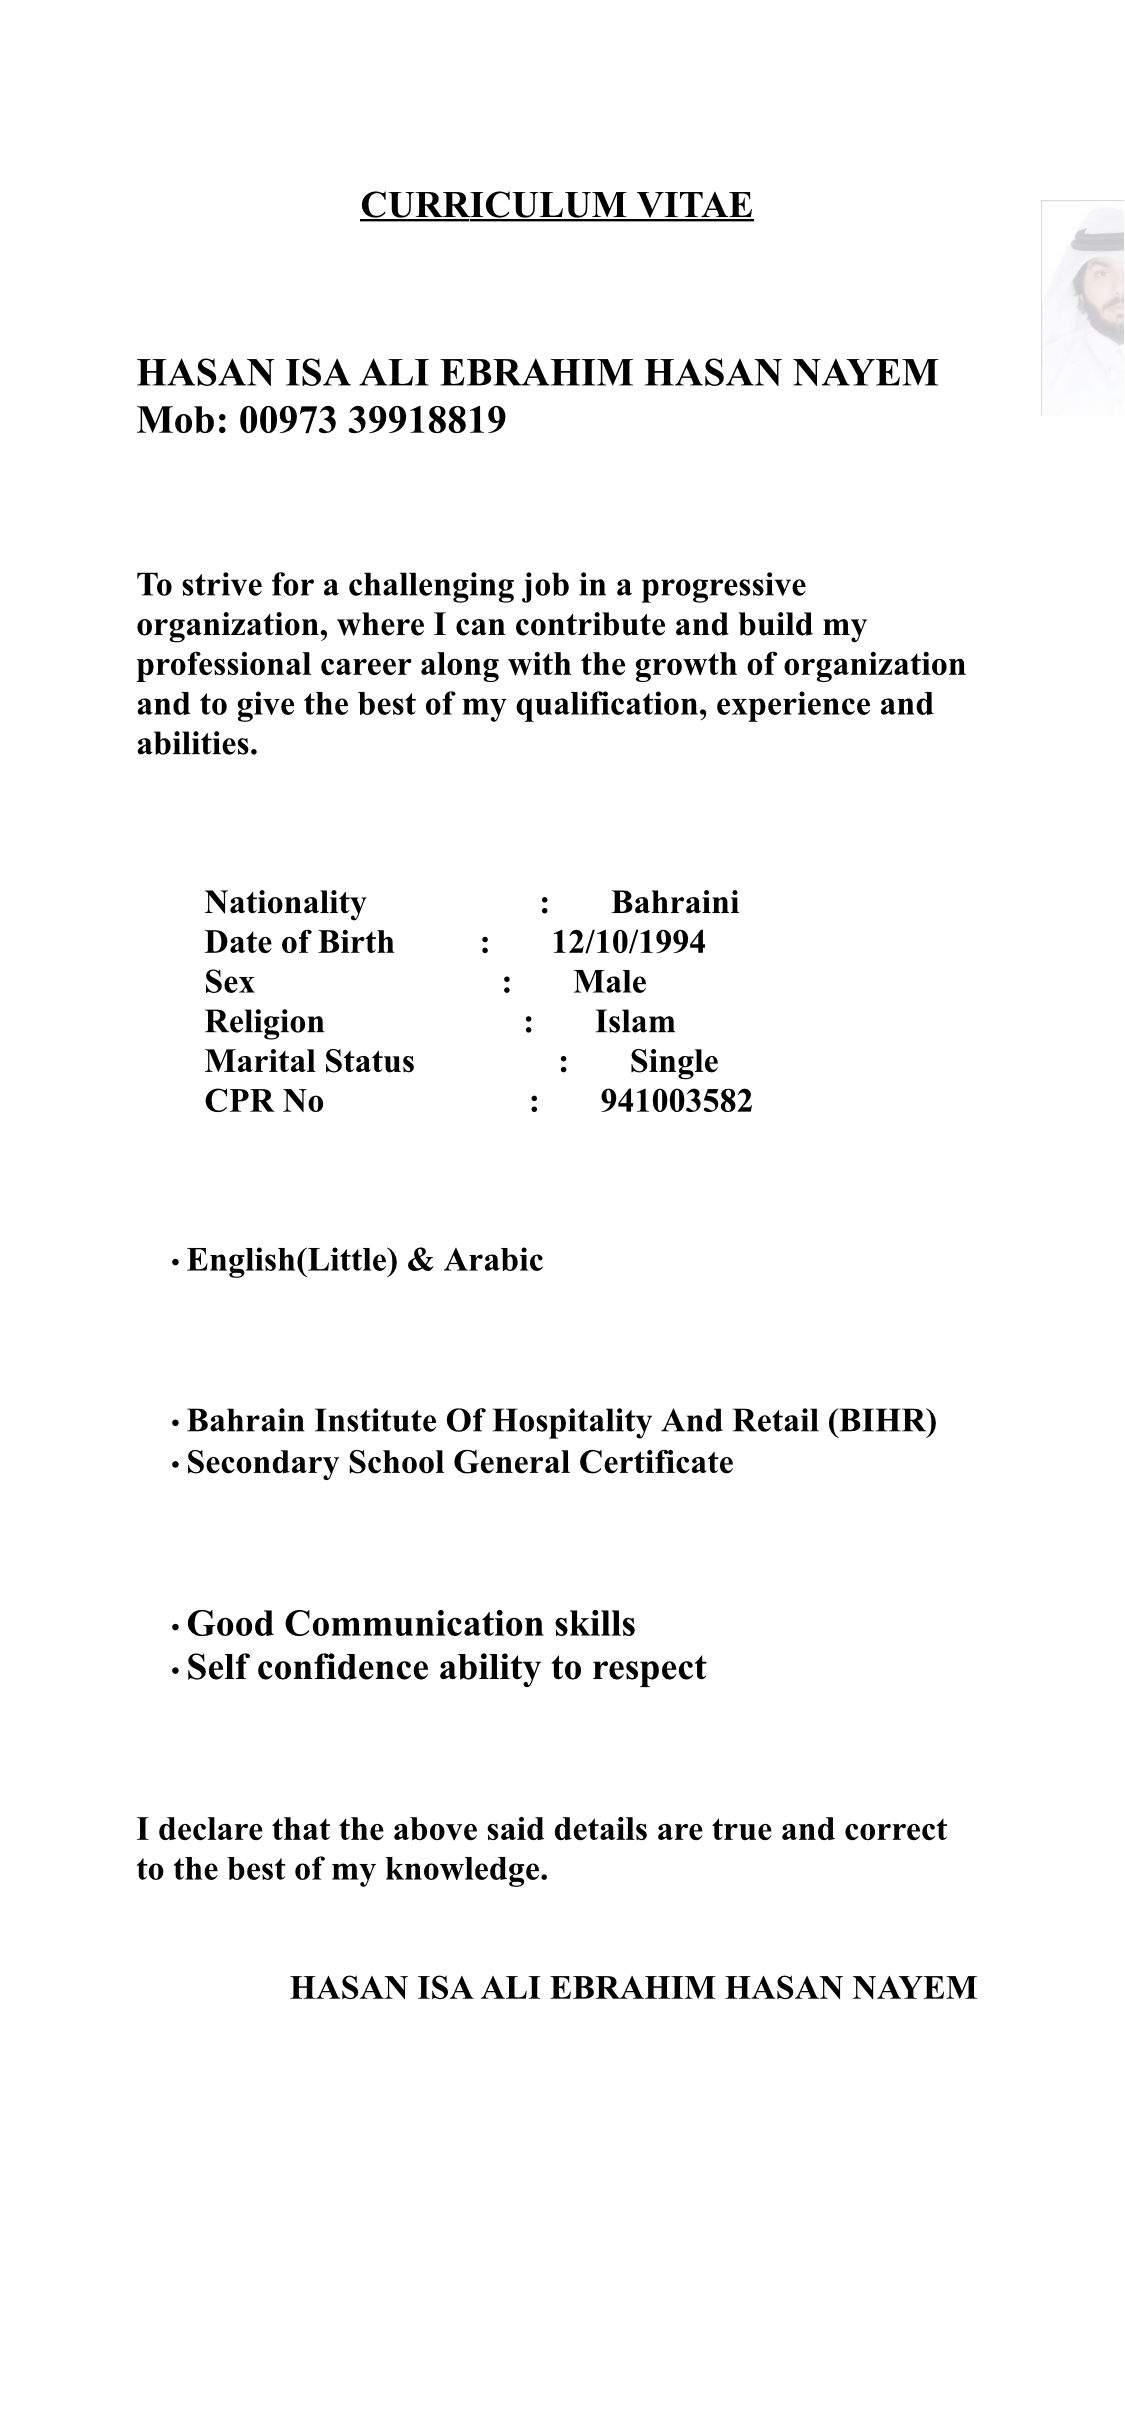 CURRICULUM VITAE
HASAN ISA ALI EBRAHIM HASAN NAYEM
Mob: 00973 39918819
To strive for a challenging job in a progressive
organization, where I can contribute and build my
professional career along with the growth of organization
and to give the best of my qualification, experience and
abilities.
Nationality : Bahraini
Date of Birth : 12/10/1994
Sex : Male
Religion : Islam
Marital Status : Single
CPR No : 941003582
• English(Little) & Arabic
• Bahrain Institute Of Hospitality And Retail (BIHR)
• Secondary School General Certificate
• Good Communication skills
• Self confidence ability to respect
I declare that the above said details are true and correct
to the best of my knowledge.
HASAN ISA ALI EBRAHIM HASAN NAYEM